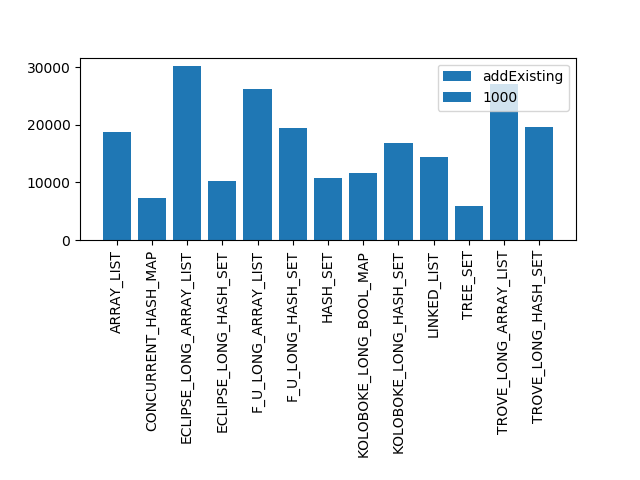 30000
20000
10000
0
addExisting
1000
ARRAY_LIST
CONCURRENT_HASH_MAP
ECLIPSE_LONG_ARRAY_LIST
ECLIPSE_LONG_HASH_SET
F_U_LONG_ARRAY_LIST
F_U_LONG_HASH_SET
HASH_SET
KOLOBOKE_LONG_BOOL_MAP
KOLOBOKE_LONG_HASH_SET
LINKED_LIST
TREE_SET
TROVE_LONG_ARRAY_LIST
TROVE_LONG_HASH_SET